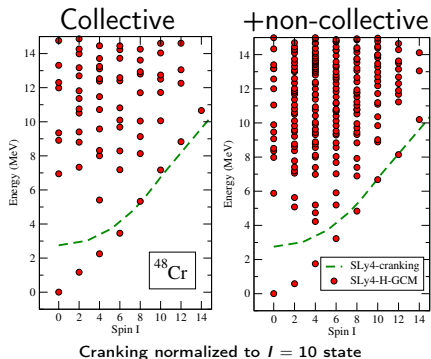 Collective
+non-collective
14
12
10
8
6
4
2
0
Energy (MeV)
48Cr
0 2 4 6 8 10 12 14
Spin I
14
12
10
8
6
4
2
0
Energy (MeV)
SLy4-cranking
SLy4-H-GCM
0 2 4 6 8 10 12 14
Spin I
Cranking normalized to I = 10 state